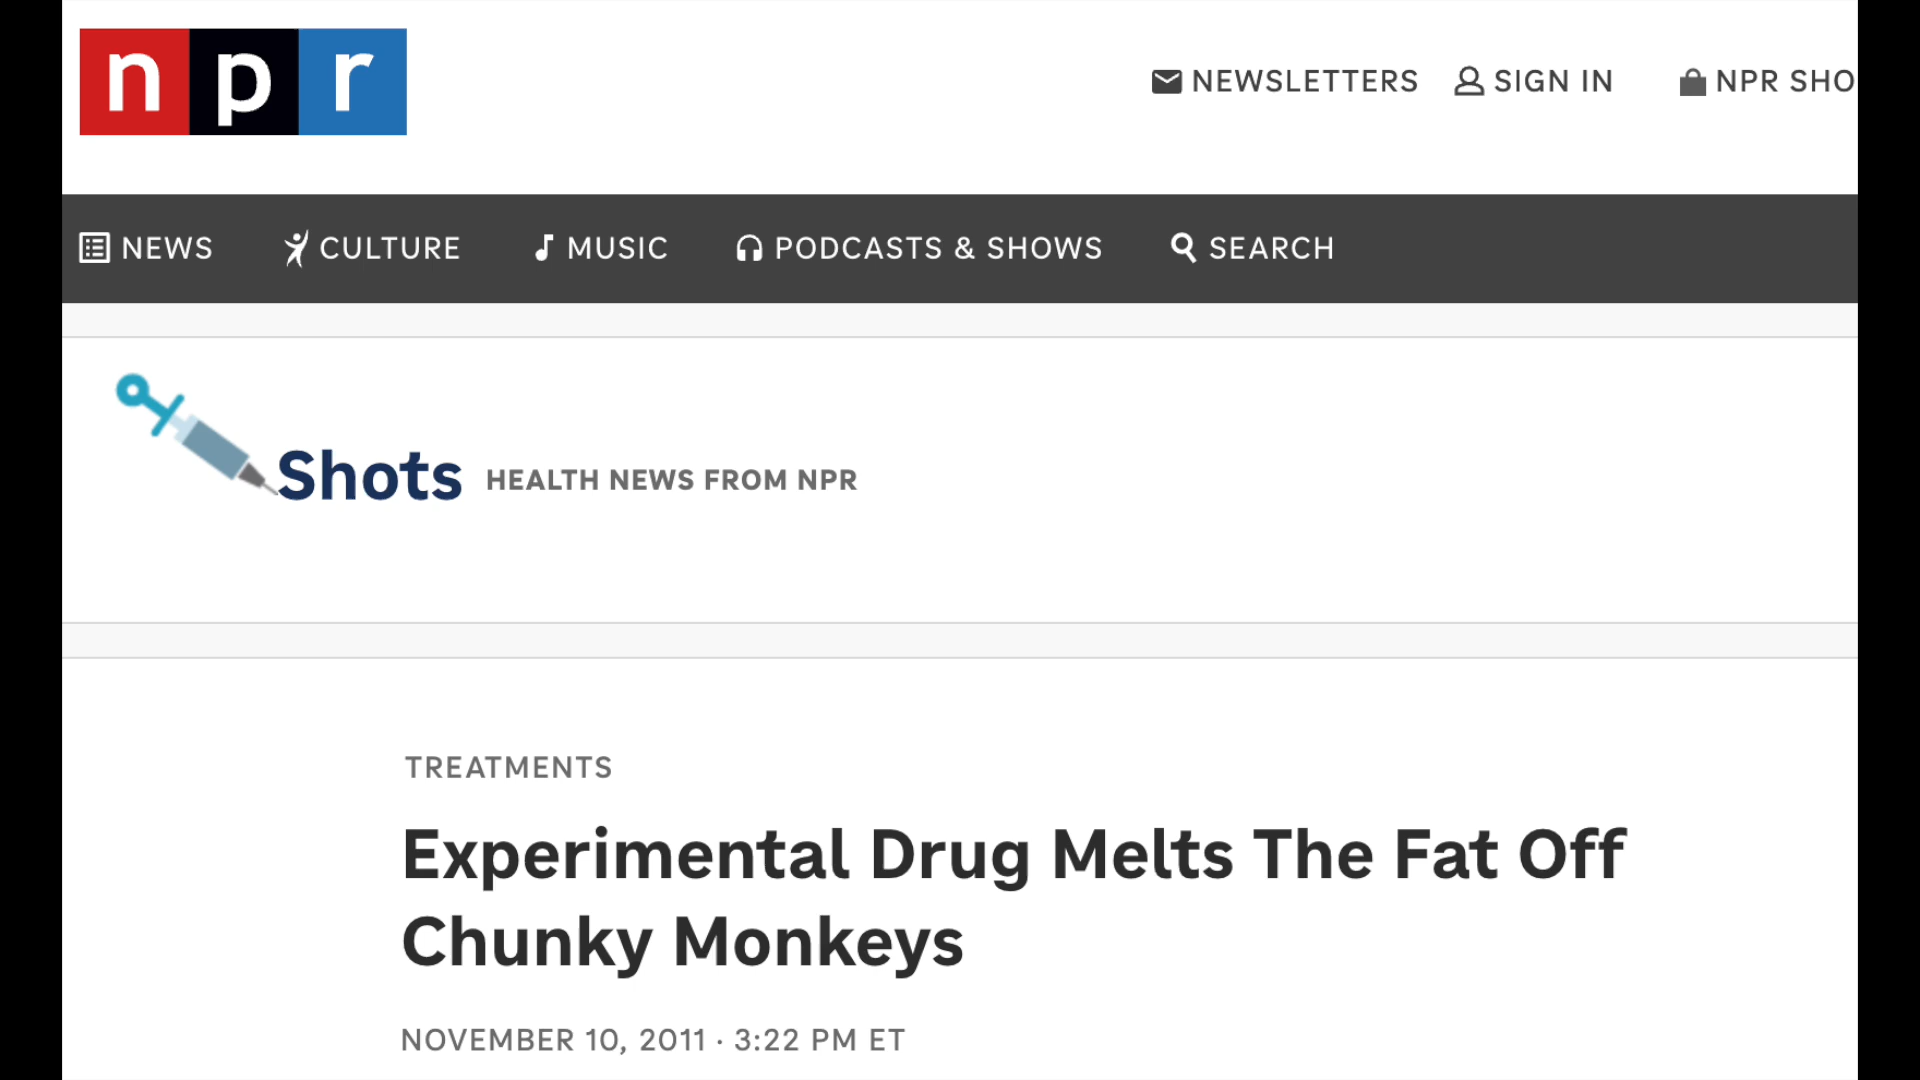 npr
NEWSLETTERS SIGN IN NPR SHO
NEWS CULTURE MUSIC PODCASTS & SHOWS SEARCH
Shots HEALTH NEWS FROM NPR
TREATMENTS
Experimental Drug Melts The Fat Off
Chunky Monkeys
NOVEMBER 10, 2011 · 3:22 PM ET